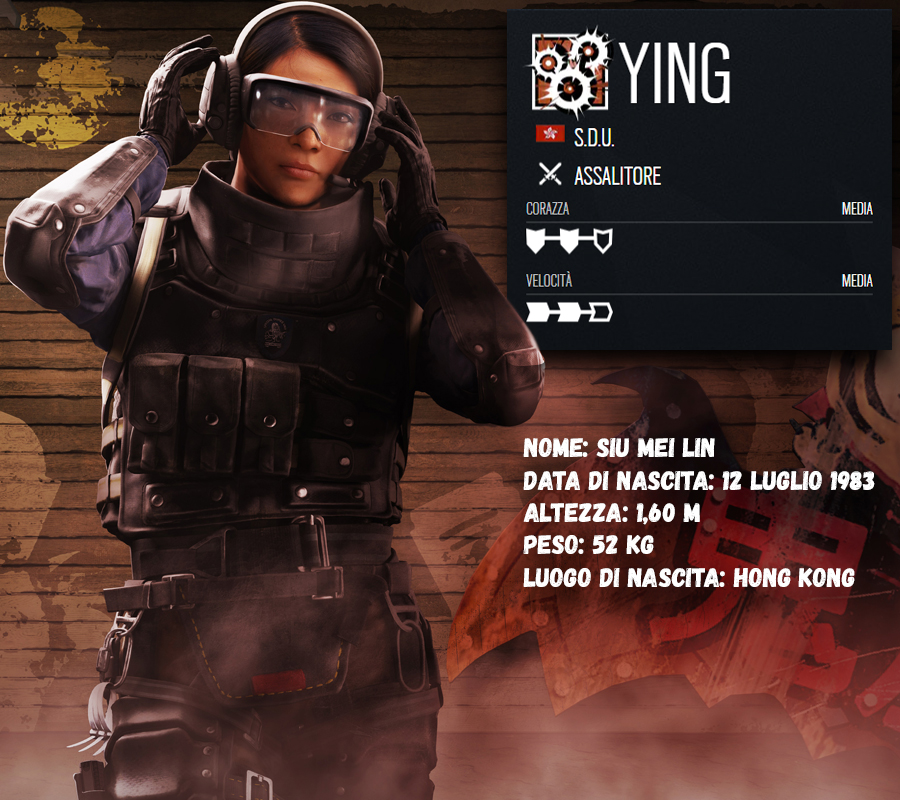 YING
S.D.U.
ASSALITORE
CORAZZA MEDIA
VELOCITÀ MEDIA
NOME: SIU MEI LIN
DATA DI NASCITA: 12 LUGLIO 1983
ALTEZZA: 1,60 M
PESO: 52 KG
LUOGO DI NASCITA: HONG KONG